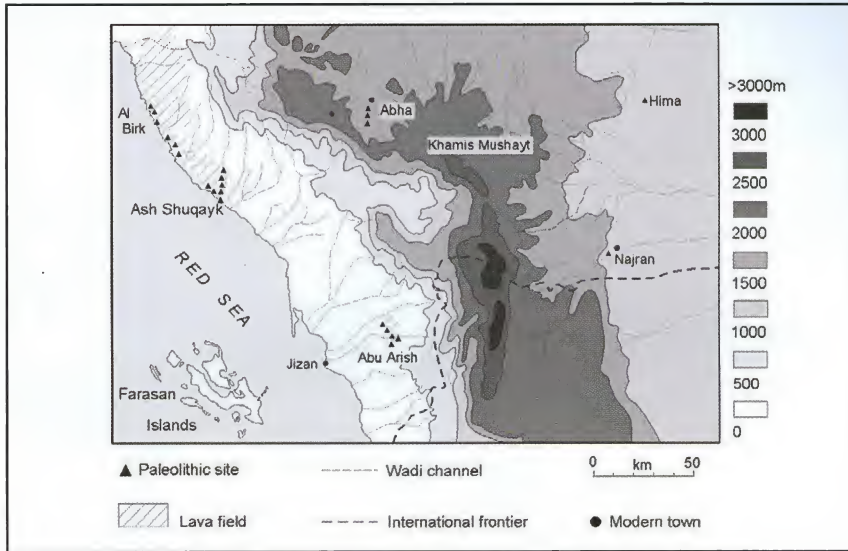 Al
Birk
Abha
Hima
Khamis Mushayt
Ash Shuqayk
RED SEA
Najran
Jizan
Abu Arish
Farasan
Islands
>3000m
3000
2500
2000
1500
1000
500
0
Paleolithic site
Wadi channel
0 km 50
Lava field
International frontier
Modern town